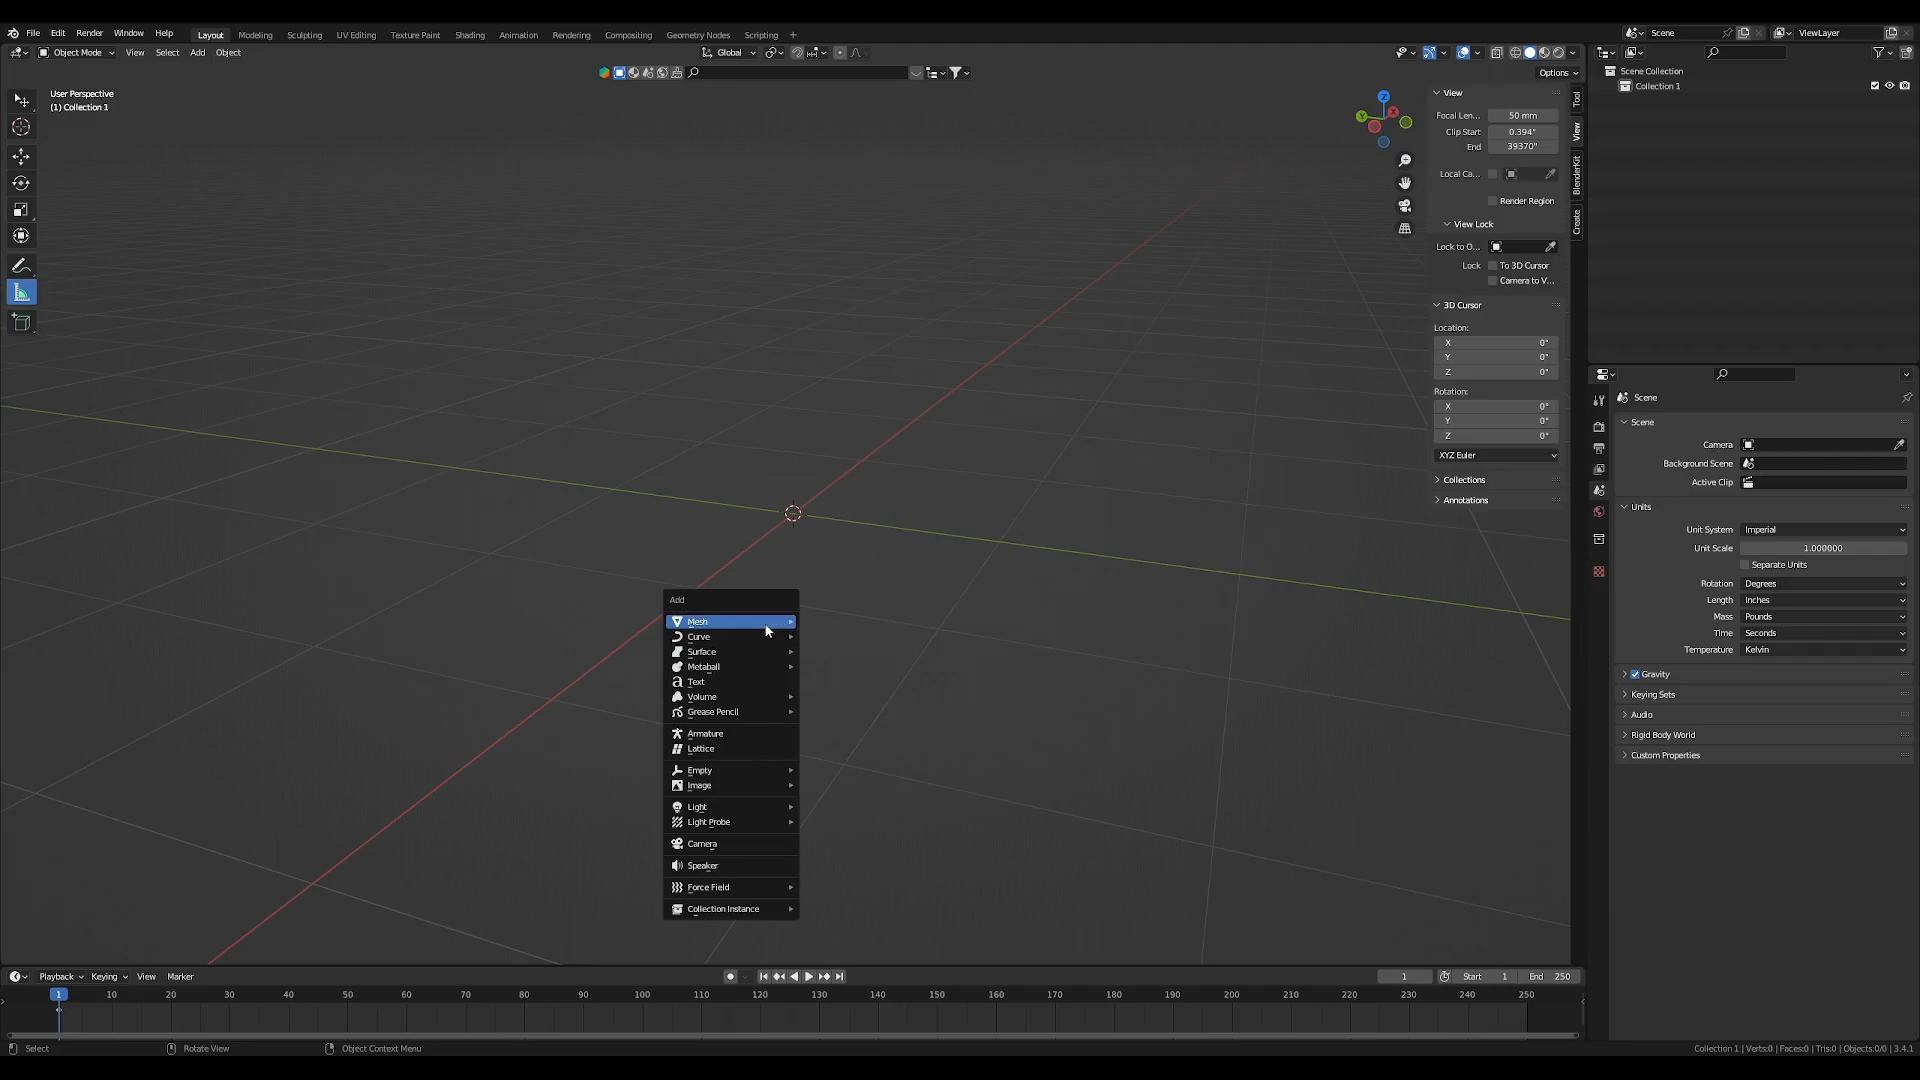 File Edit Render Window Help Layout Modeling Sculpting UV Editing Texture Paint Shading Animation Rendering Compositing Geometry Nodes Scripting + Scene ViewLayer
Object Mode View Select Add Object Global
Options
User Perspective
(1) Collection 1
Scene Collection
Collection 1
View
Focal Len... 50 mm
Clip Start 0.394"
End 39370"
Local Ca...
Render Region
View Lock
Lock to O...
Lock To 3D Cursor
Camera to V...
3D Cursor
Location:
X 0"
Y 0"
Z 0"
Rotation:
X 0°
Y 0°
Z 0°
XYZ Euler
Collections
Annotations
Tool
View
BlenderKit
Create
Z
Y
X
Scene
Scene
Camera
Background Scene
Active Clip
Units
Unit System Imperial
Unit Scale 1.000000
Separate Units
Rotation Degrees
Length Inches
Mass Pounds
Time Seconds
Temperature Kelvin
Gravity
Keying Sets
Audio
Rigid Body World
Custom Properties
Add
Mesh
Curve
Surface
Metaball
Text
Volume
Grease Pencil
Armature
Lattice
Empty
Image
Light
Light Probe
Camera
Speaker
Force Field
Collection Instance
Playback Keying View Marker 1 Start 1 End 250
1 10 20 30 40 50 60 70 80 90 100 110 120 130 140 150 160 170 180 190 200 210 220 230 240 250
Select Rotate View Object Context Menu Collection 1 | Verts:0 | Faces:0 | Tris:0 | Objects:0/0 | 3.4.1